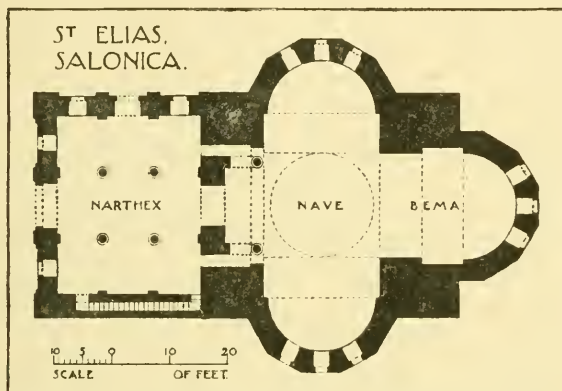 ST ELIAS,
SALONICA.
NARTHEX
NAVE
BEMA
10 5 0 10 20
SCALE OF FEET.